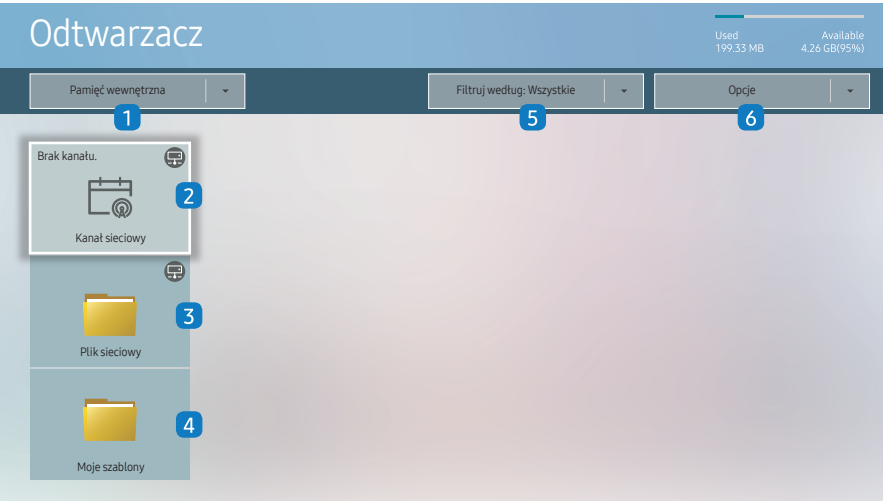 Odtwarzacz
Used
199.33 MB
Available
4.26 GB(95%)
Pamięć wewnętrzna
Filtruj według: Wszystkie
Opcje
1
5
6
Brak kanału.
2
Kanał sieciowy
3
Plik sieciowy
4
Moje szablony